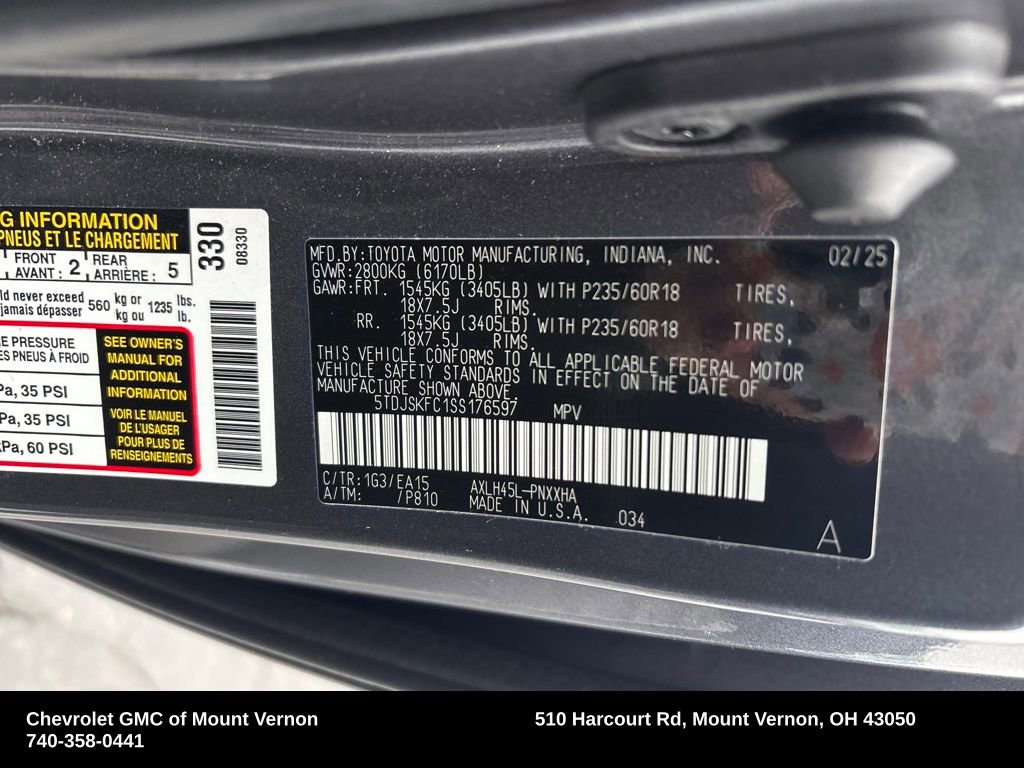 G INFORMATION
PNEUS ET LE CHARGEMENT
FRONT
AVANT : 2
REAR
ARRIÈRE : 5
ld never exceed
jamais dépasser
560
kg or
kg ou
1235
lbs.
lb.
E PRESSURE
ES PNEUS À FROID
Pa, 35 PSI
Pa, 35 PSI
kPa, 60 PSI
SEE OWNER'S
MANUAL FOR
ADDITIONAL
INFORMATION
VOIR LE MANUEL
DE L'USAGER
POUR PLUS DE
RENSEIGNEMENTS
330
08330
MFD.BY:TOYOTA MOTOR MANUFACTURING, INDIANA, INC. 02/25
GVWR:2800KG (6170LB)
GAWR:FRT. 1545KG (3405LB) WITH P235/60R18 TIRES,
18X7.5J RIMS.
RR. 1545KG (3405LB) WITH P235/60R18 TIRES,
18X7.5J RIMS.
THIS VEHICLE CONFORMS TO ALL APPLICABLE FEDERAL MOTOR
VEHICLE SAFETY STANDARDS IN EFFECT ON THE DATE OF
MANUFACTURE SHOWN ABOVE.
5TDJSKFC1SS176597 MPV
C/TR:1G3/EA15 AXLH45L-PNXXHA
A/TM: /P810 MADE IN U.S.A. 034
A
Chevrolet GMC of Mount Vernon
740-358-0441
510 Harcourt Rd, Mount Vernon, OH 43050